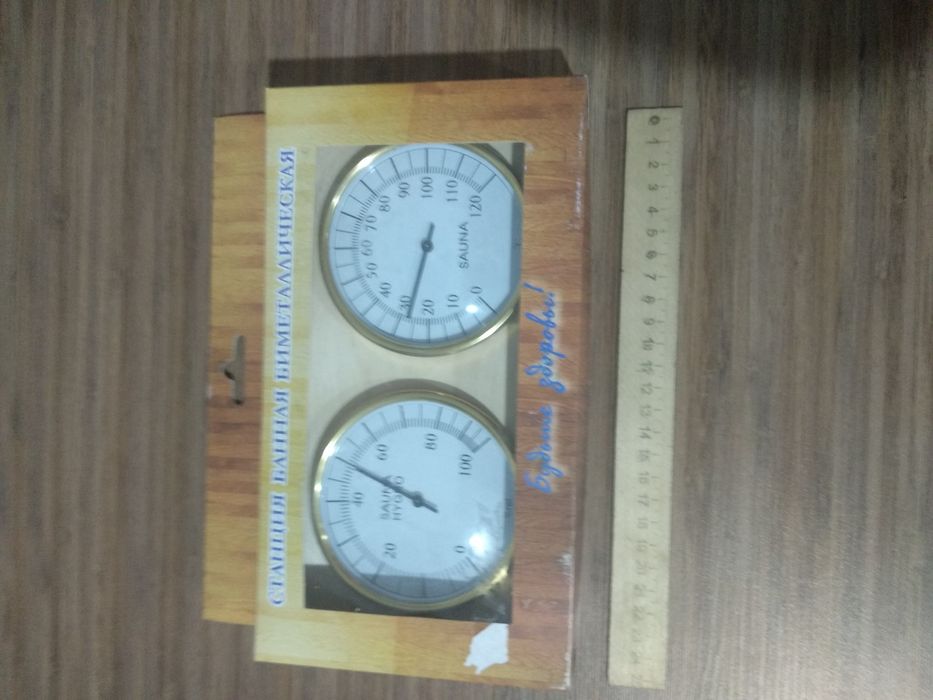 СТАНЦИЯ БАННАЯ БИМЕТАЛЛИЧЕСКАЯ
0 20 40 60 80 100
SAUNA
HYGRO
0 10 20 30 40 50 60 70 80 90 100 110 120
SAUNA
Будьте здоровы!
0 1 2 3 4 5 6 7 8 9 10 11 12 13 14 15 16 17 18 19 20 21 22 23 24